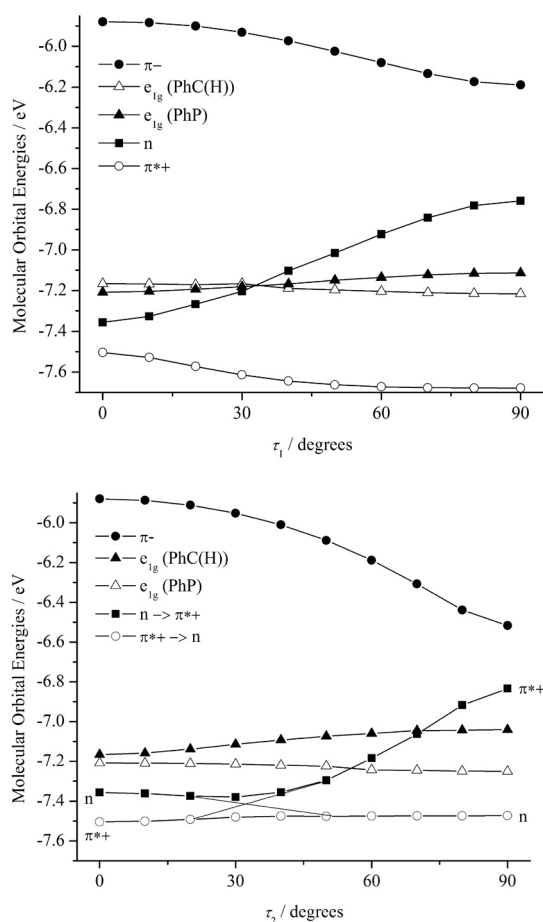 Molecular Orbital Energies / eV
-6.0
-6.2
-6.4
-6.6
-6.8
-7.0
-7.2
-7.4
-7.6
π−
e1g (PhC(H))
e1g (PhP)
n
π*+
0 30 60 90
τ1 / degrees
Molecular Orbital Energies / eV
-6.0
-6.2
-6.4
-6.6
-6.8
-7.0
-7.2
-7.4
-7.6
π-
e1g (PhC(H))
e1g (PhP)
n −> π*+
π*+ −> n
π*+
n
n
π*+
0 30 60 90
τ2 / degrees